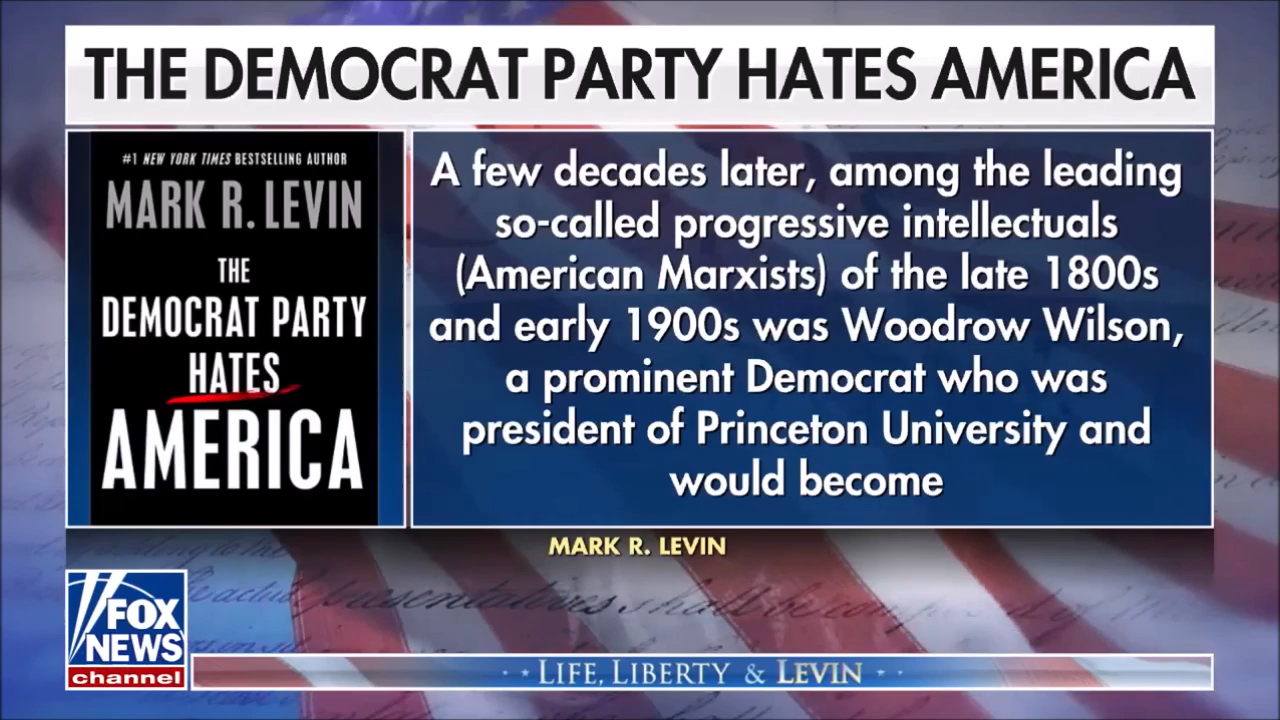 THE DEMOCRAT PARTY HATES AMERICA
#1 NEW YORK TIMES BESTSELLING AUTHOR
MARK R. LEVIN
THE
DEMOCRAT PARTY
HATES
AMERICA
A few decades later, among the leading
so-called progressive intellectuals
(American Marxists) of the late 1800s
and early 1900s was Woodrow Wilson,
a prominent Democrat who was
president of Princeton University and
would become
MARK R. LEVIN
FOX
NEWS
channel
LIFE, LIBERTY & LEVIN